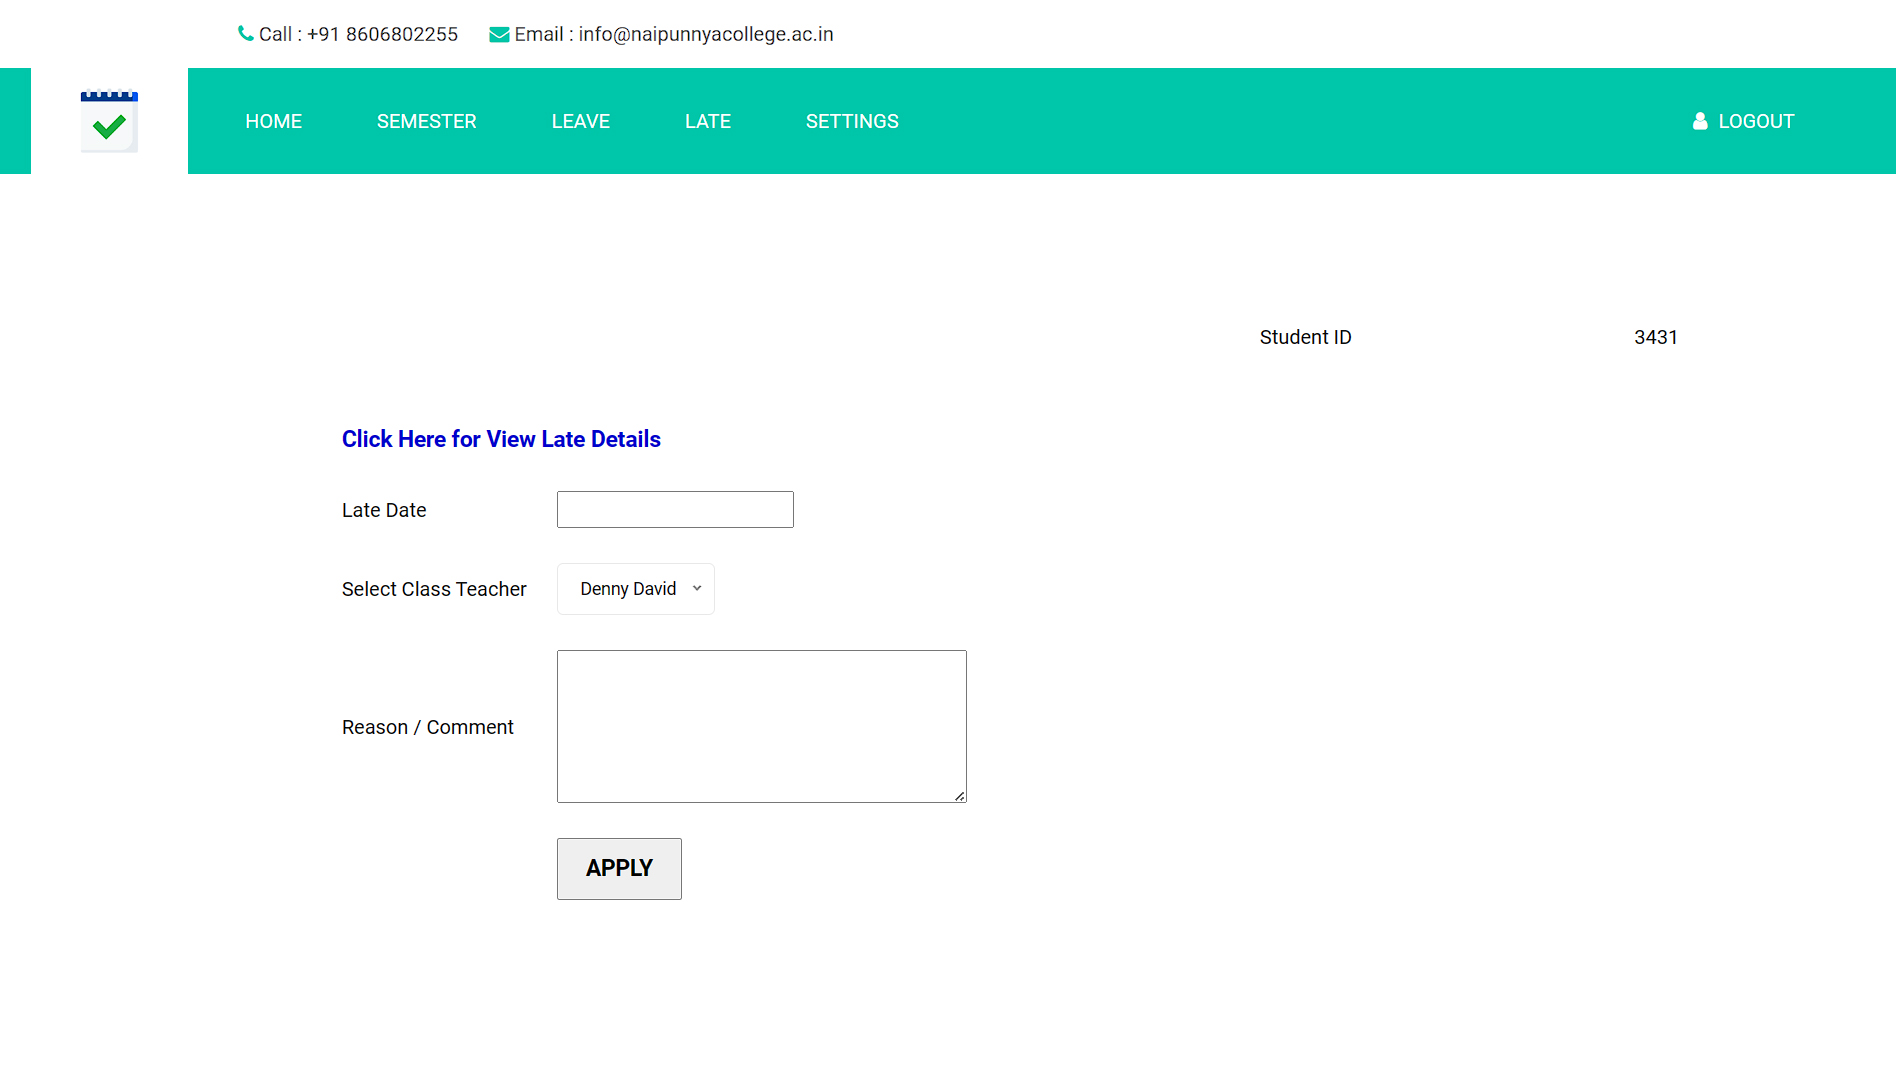 Call : +91 8606802255 Email : info@naipunnyacollege.ac.in
HOME SEMESTER LEAVE LATE SETTINGS LOGOUT
Student ID 3431
Click Here for View Late Details
Late Date
Select Class Teacher Denny David
Reason / Comment
APPLY